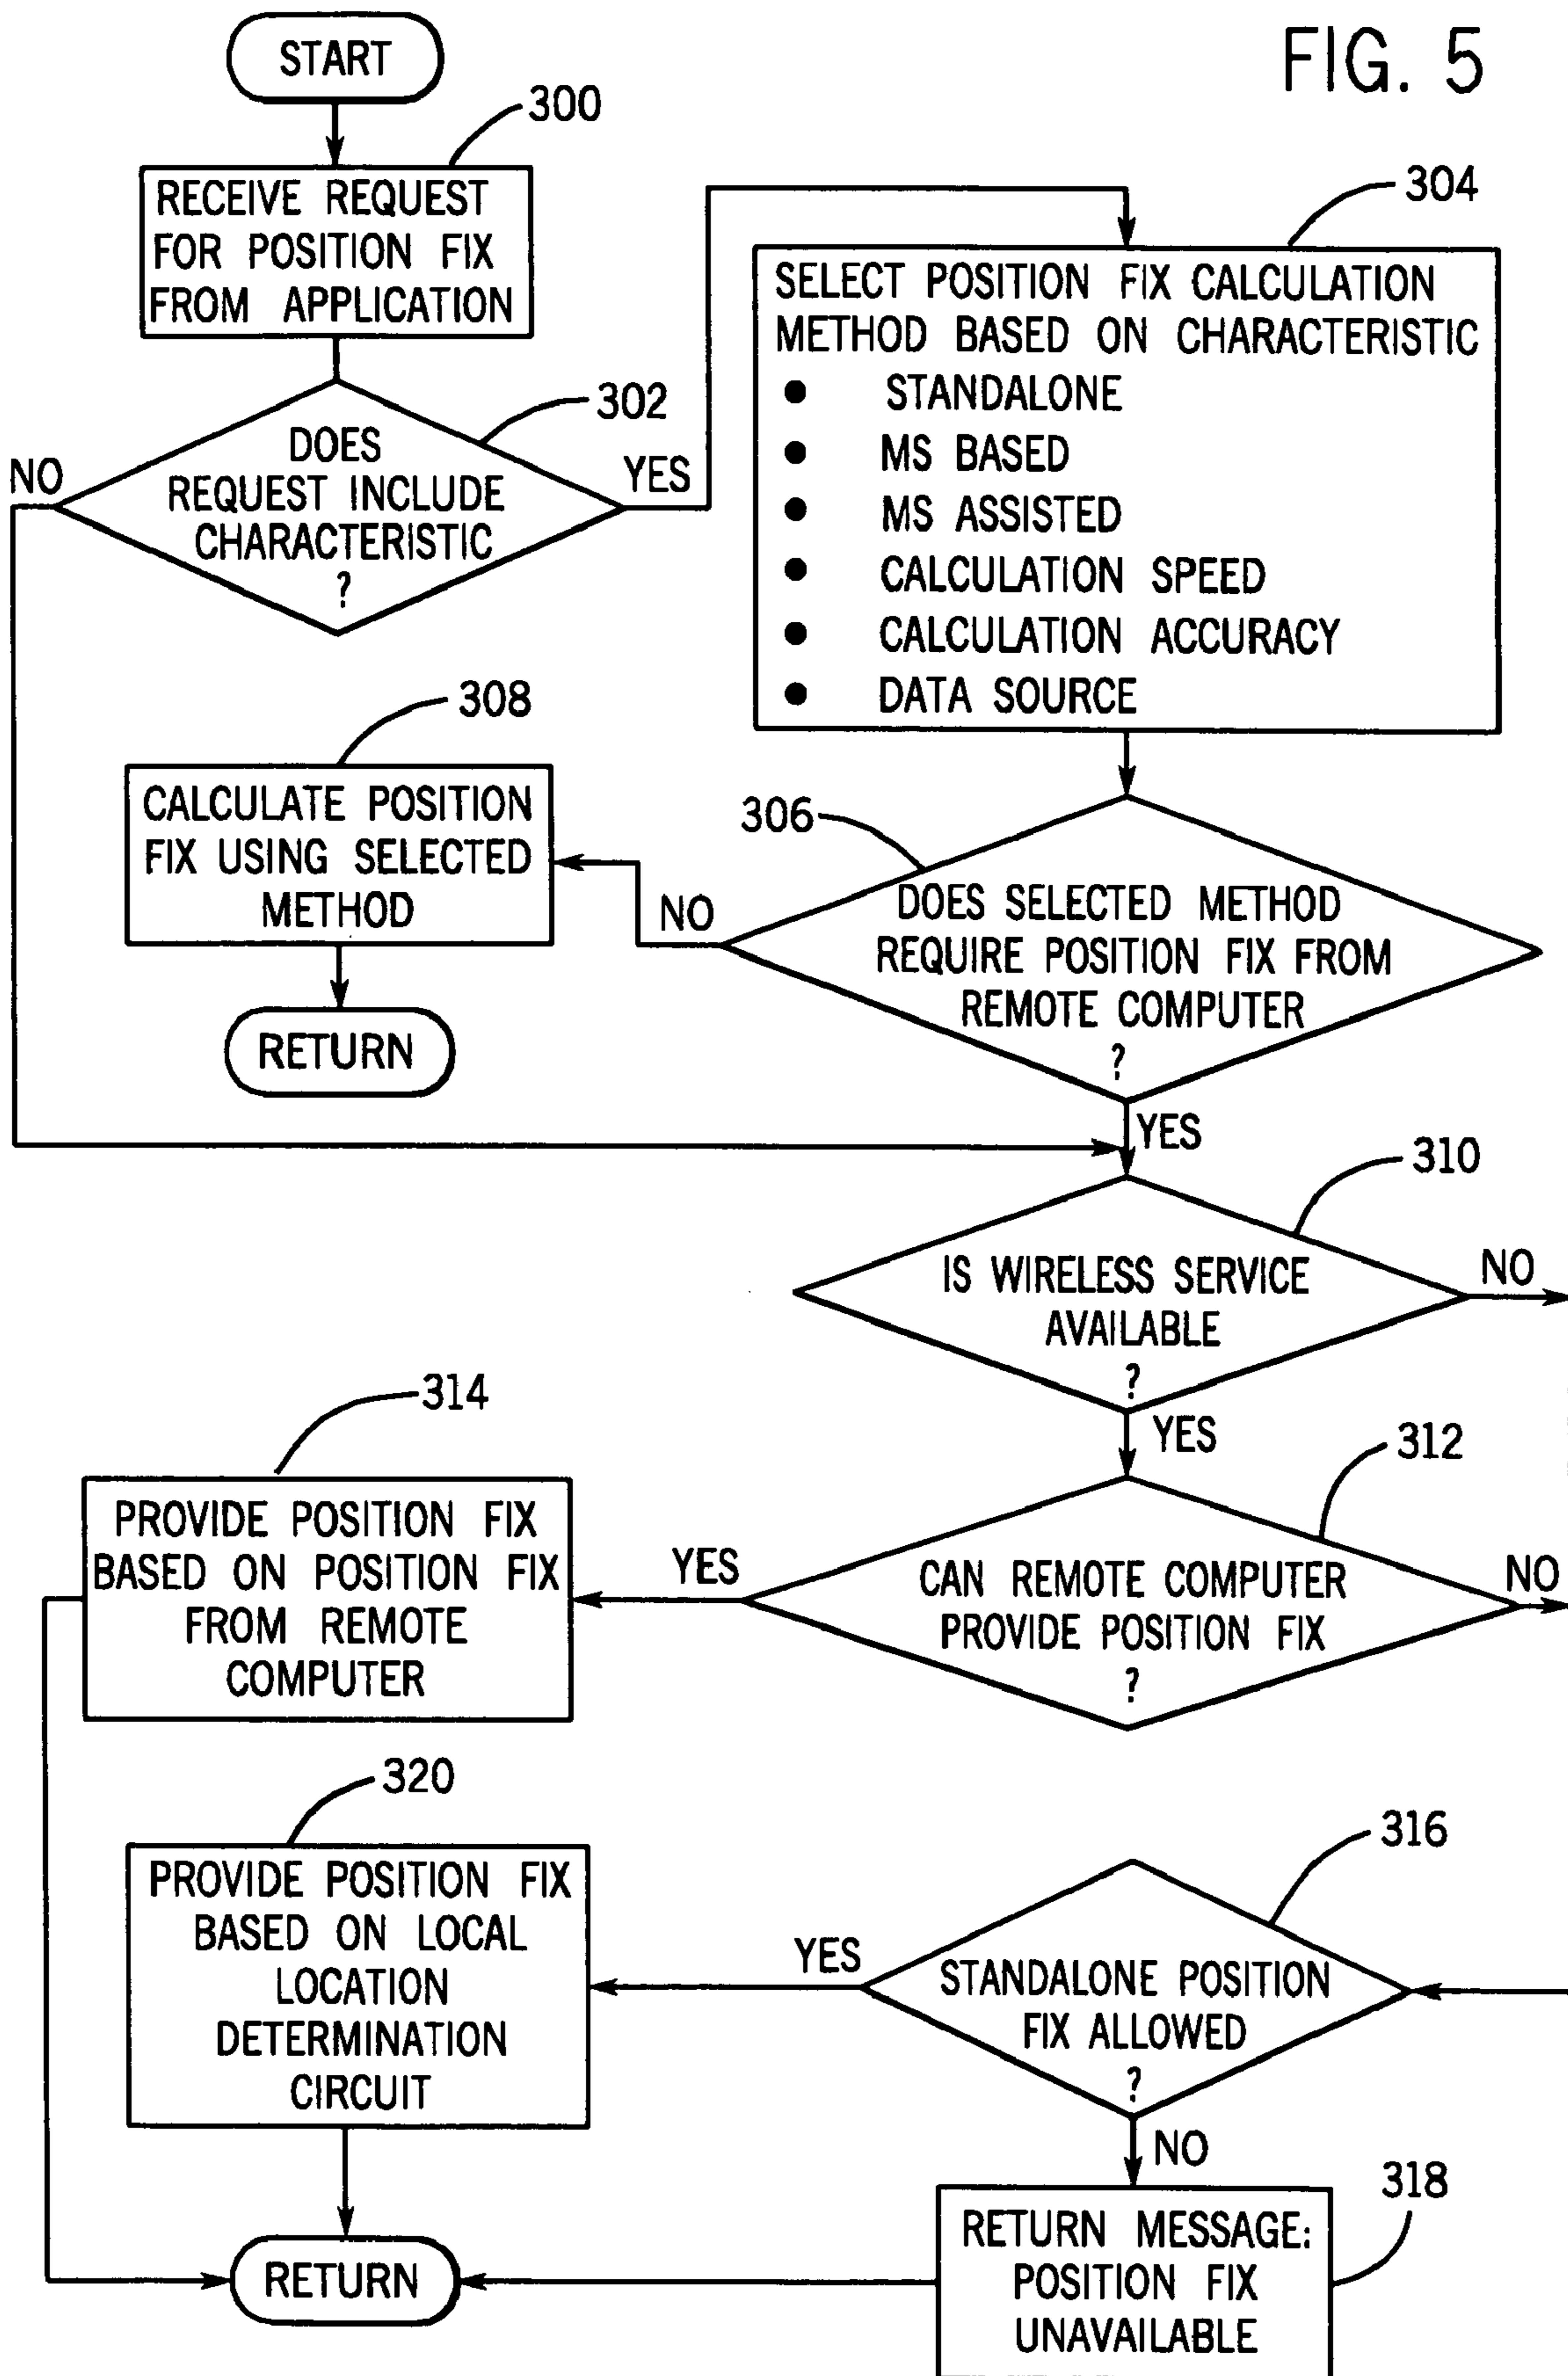 FIG. 5
START
300
RECEIVE REQUEST
FOR POSITION FIX
FROM APPLICATION
302
DOES
REQUEST INCLUDE
CHARACTERISTIC
?
NO
YES
304
SELECT POSITION FIX CALCULATION
METHOD BASED ON CHARACTERISTIC
• STANDALONE
• MS BASED
• MS ASSISTED
• CALCULATION SPEED
• CALCULATION ACCURACY
• DATA SOURCE
306
DOES SELECTED METHOD
REQUIRE POSITION FIX FROM
REMOTE COMPUTER
?
NO
YES
308
CALCULATE POSITION
FIX USING SELECTED
METHOD
RETURN
310
IS WIRELESS SERVICE
AVAILABLE
?
NO
YES
312
CAN REMOTE COMPUTER
PROVIDE POSITION FIX
?
YES
NO
314
PROVIDE POSITION FIX
BASED ON POSITION FIX
FROM REMOTE
COMPUTER
316
STANDALONE POSITION
FIX ALLOWED
?
YES
NO
320
PROVIDE POSITION FIX
BASED ON LOCAL
LOCATION
DETERMINATION
CIRCUIT
318
RETURN MESSAGE:
POSITION FIX
UNAVAILABLE
RETURN